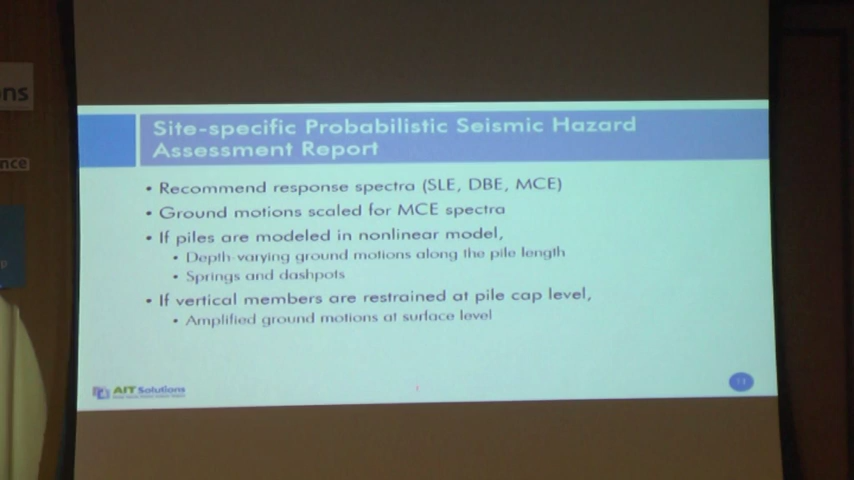 ns
nce
p
Site-specific Probabilistic Seismic Hazard
Assessment Report
• Recommend response spectra (SLE, DBE, MCE)
• Ground motions scaled for MCE spectra
• If piles are modeled in nonlinear model,
• Depth-varying ground motions along the pile length
• Springs and dashpots
• If vertical members are restrained at pile cap level,
• Amplified ground motions at surface level
AIT Solutions